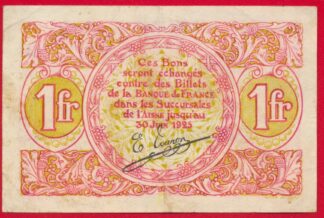 Ces Bons
seront échangés
contre des Billets
de la BANQUE de FRANCE
dans les Succursales
de l'Aisne jusqu'au
30 Juin 1925
1 fr
1 fr